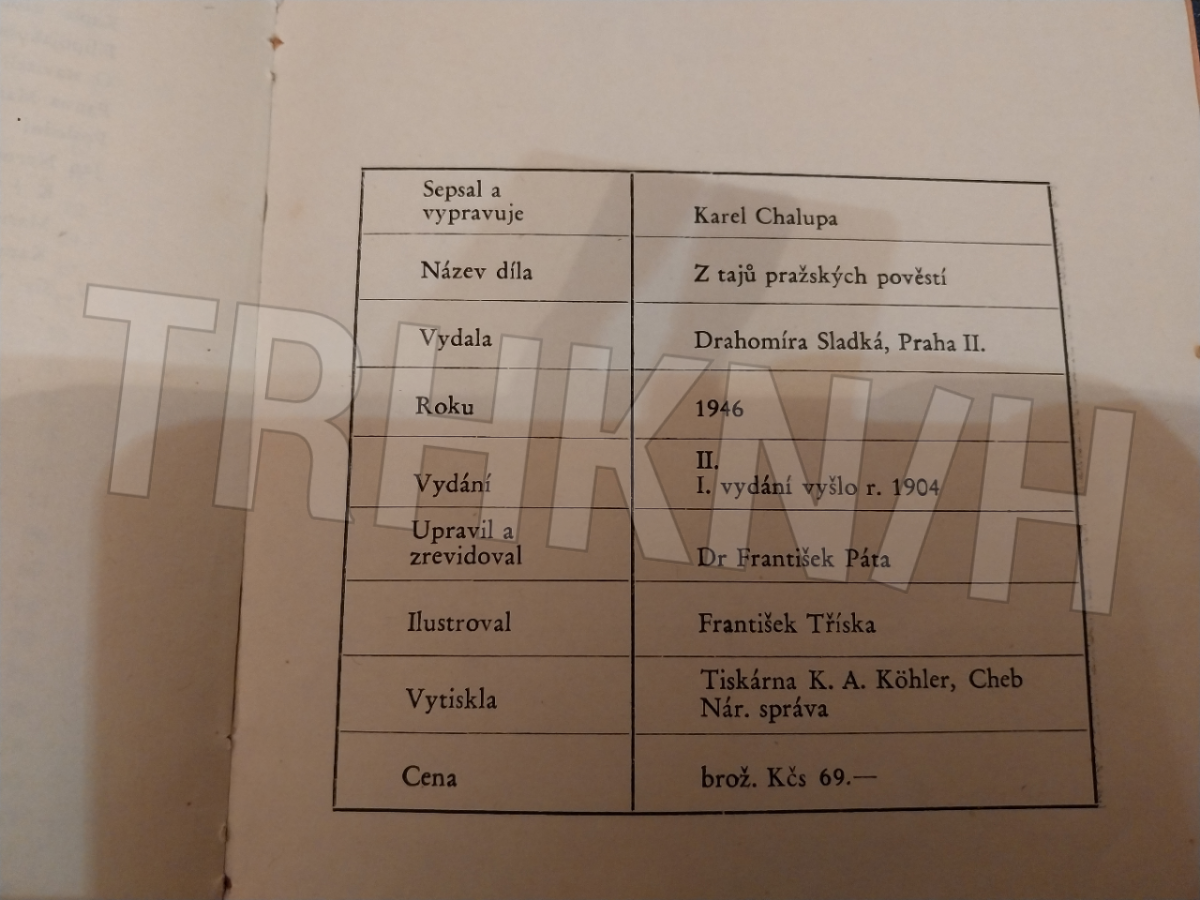 Sepsal a
vypravuje
Karel Chalupa
Název díla
Z tajů pražských pověstí
Vydala
Drahomíra Sladká, Praha II.
Roku
1946
Vydání
II.
I. vydání vyšlo r. 1904
Upravil a
zrevidoval
Dr František Páta
Ilustroval
František Tříska
Vytiskla
Tiskárna K. A. Köhler, Cheb
Nár. správa
Cena
brož. Kčs 69.—
TRHKN/H